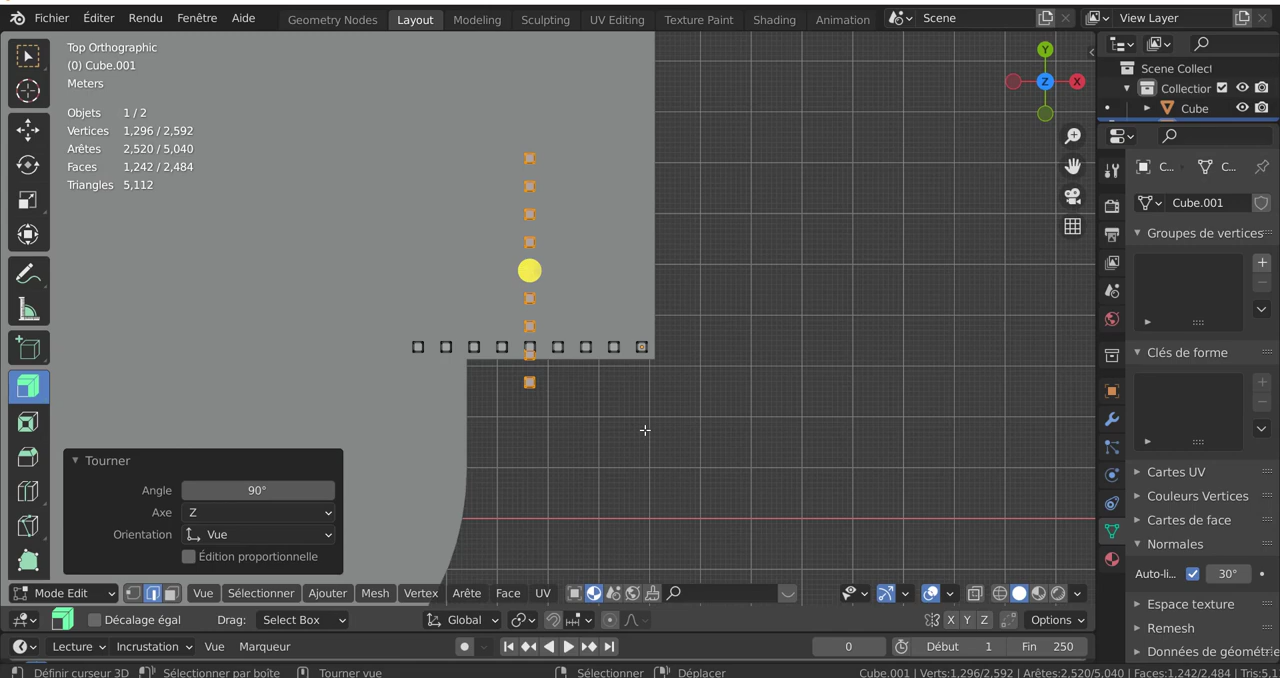 Fichier Éditer Rendu Fenêtre Aide Geometry Nodes Layout Modeling Sculpting UV Editing Texture Paint Shading Animation Scene View Layer
Top Orthographic
(0) Cube.001
Meters
Objets 1 / 2
Vertices 1,296 / 2,592
Arêtes 2,520 / 5,040
Faces 1,242 / 2,484
Triangles 5,112
Y
X
Z
Scene Collect
Collection
Cube
C... C...
Cube.001
Groupes de vertices
Clés de forme
Cartes UV
Couleurs Vertices
Cartes de face
Normales
Auto-li... 30°
Espace texture
Remesh
Données de géométrie
Tourner
Angle 90°
Axe Z
Orientation Vue
Édition proportionnelle
Mode Edit Vue Sélectionner Ajouter Mesh Vertex Arête Face UV
Décalage égal Drag: Select Box Global X Y Z Options
Lecture Incrustation Vue Marqueur 0 Début 1 Fin 250
Définir curseur 3D Sélectionner par boîte Tourner vue Sélectionner Déplacer Cube.001 | Verts:1,296/2,592 | Arêtes:2,520/5,040 | Faces:1,242/2,484 | Tris:5,1